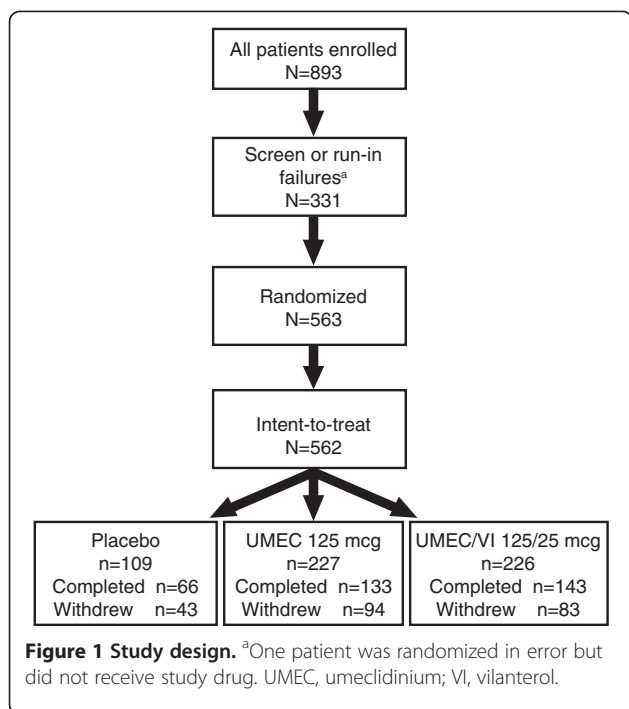 All patients enrolled
N=893
Screen or run-in
failuresᵃ
N=331
Randomized
N=563
Intent-to-treat
N=562
Placebo
n=109
Completed n=66
Withdrew n=43
UMEC 125 mcg
n=227
Completed n=133
Withdrew n=94
UMEC/VI 125/25 mcg
n=226
Completed n=143
Withdrew n=83
Figure 1 Study design. ᵃOne patient was randomized in error but
did not receive study drug. UMEC, umeclidinium; VI, vilanterol.